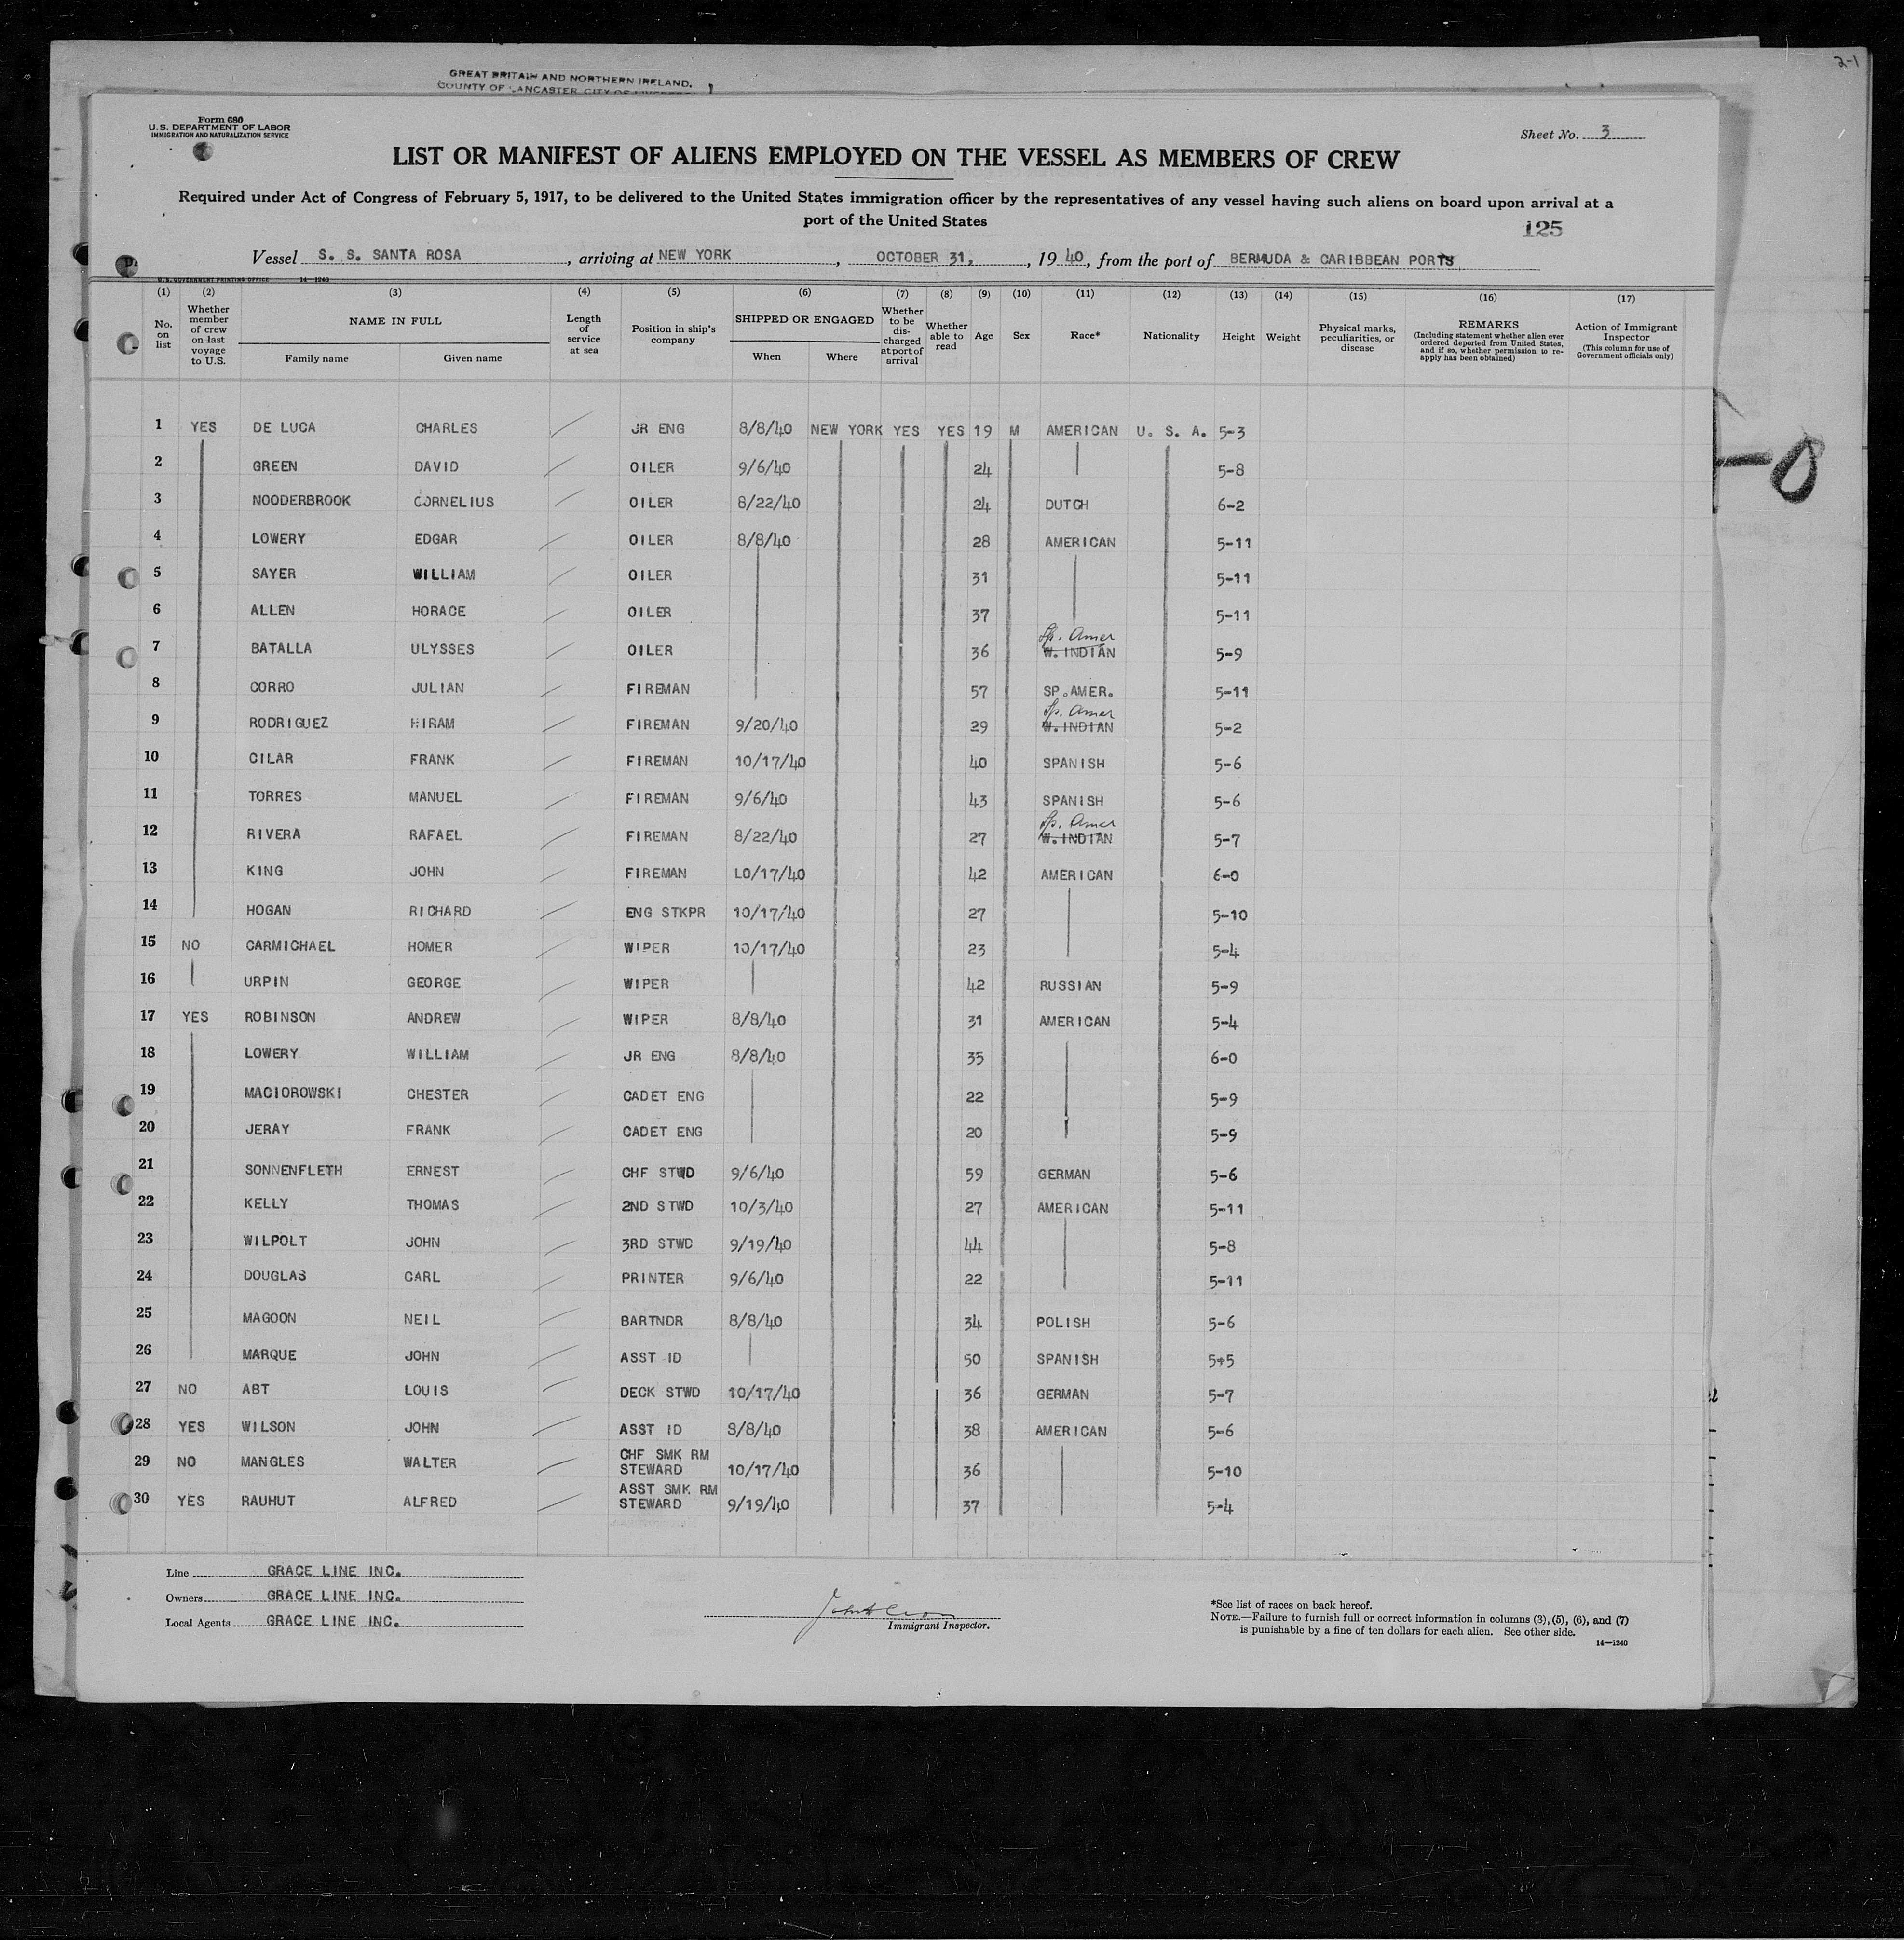 2-1
GREAT BRITAIN AND NORTHERN IRELAND.
COUNTY OF LANCASTER CITY OF
Form 680
U.S. DEPARTMENT OF LABOR
IMMIGRATION AND NATURALIZATION SERVICE
Sheet No. 3
LIST OR MANIFEST OF ALIENS EMPLOYED ON THE VESSEL AS MEMBERS OF CREW
Required under Act of Congress of February 5, 1917, to be delivered to the United States immigration officer by the representatives of any vessel having such aliens on board upon arrival at a
port of the United States
125
Vessel S. S. SANTA ROSA, arriving at NEW YORK, OCTOBER 31, , 1940, from the port of BERMUDA & CARIBBEAN PORTS
U.S. GOVERNMENT PRINTING OFFICE 14-1240
(1) (2) (3) (4) (5) (6) (7) (8) (9) (10) (11) (12) (13) (14) (15) (16) (17)
No. on list Whether member of crew on last voyage to U.S. NAME IN FULL Family name Given name Length of service at sea Position in ship's company SHIPPED OR ENGAGED When Where Whether to be discharged at port of arrival Whether able to read Age Sex Race* Nationality Height Weight Physical marks, peculiarities, or disease REMARKS (Including statement whether alien ever ordered deported from United States, and if so, whether permission to re-apply has been obtained) Action of Immigrant Inspector (This column for use of Government officials only)
1 YES DE LUCA CHARLES JR ENG 8/8/40 NEW YORK YES YES 19 M AMERICAN U. S. A. 5-3
2 GREEN DAVID OILER 9/6/40 24 5-8
3 NOODERBROOK CORNELIUS OILER 8/22/40 24 DUTCH 6-2
4 LOWERY EDGAR OILER 8/8/40 28 AMERICAN 5-11
5 SAYER WILLIAM OILER 31 5-11
6 ALLEN HORACE OILER 37 5-11
7 BATALLA ULYSSES OILER 36 Sp. Amer W. INDIAN 5-9
8 CORRO JULIAN FIREMAN 57 SP.AMER. 5-11
9 RODRIGUEZ HIRAM FIREMAN 9/20/40 29 Sp. Amer W. INDIAN 5-2
10 CILAR FRANK FIREMAN 10/17/40 40 SPANISH 5-6
11 TORRES MANUEL FIREMAN 9/6/40 43 SPANISH 5-6
12 RIVERA RAFAEL FIREMAN 8/22/40 27 Sp. Amer W. INDIAN 5-7
13 KING JOHN FIREMAN L0/17/40 42 AMERICAN 6-0
14 HOGAN RICHARD ENG STKPR 10/17/40 27 5-10
15 NO CARMICHAEL HOMER WIPER 10/17/40 23 5-4
16 URPIN GEORGE WIPER 42 RUSSIAN 5-9
17 YES ROBINSON ANDREW WIPER 8/8/40 31 AMERICAN 5-4
18 LOWERY WILLIAM JR ENG 8/8/40 35 6-0
19 MACIOROWSKI CHESTER CADET ENG 22 5-9
20 JERAY FRANK CADET ENG 20 5-9
21 SONNENFLETH ERNEST CHF STWD 9/6/40 59 GERMAN 5-6
22 KELLY THOMAS 2ND STWD 10/3/40 27 AMERICAN 5-11
23 WILPOLT JOHN 3RD STWD 9/19/40 44 5-8
24 DOUGLAS CARL PRINTER 9/6/40 22 5-11
25 MAGOON NEIL BARTNDR 8/8/40 34 POLISH 5-6
26 MARQUE JOHN ASST ID 50 SPANISH 5-5
27 NO ABT LOUIS DECK STWD 10/17/40 36 GERMAN 5-7
28 YES WILSON JOHN ASST ID 8/8/40 38 AMERICAN 5-6
29 NO MANGLES WALTER CHF SMK RM STEWARD 10/17/40 36 5-10
30 YES RAUHUT ALFRED ASST SMK RM STEWARD 9/19/40 37 5-4
Line GRACE LINE INC.
Owners GRACE LINE INC.
Local Agents GRACE LINE INC.
Immigrant Inspector.
*See list of races on back hereof.
NOTE.—Failure to furnish full or correct information in columns (3), (5), (6), and (7)
is punishable by a fine of ten dollars for each alien. See other side.
14—1240